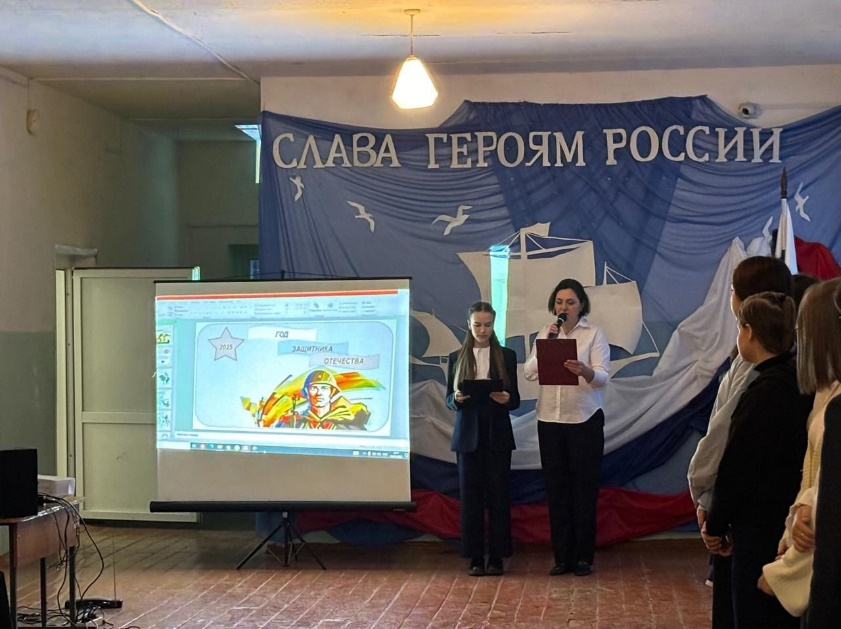 СЛАВА ГЕРОЯМ РОССИИ
2025
ГОД
ЗАЩИТНИКА
ОТЕЧЕСТВА